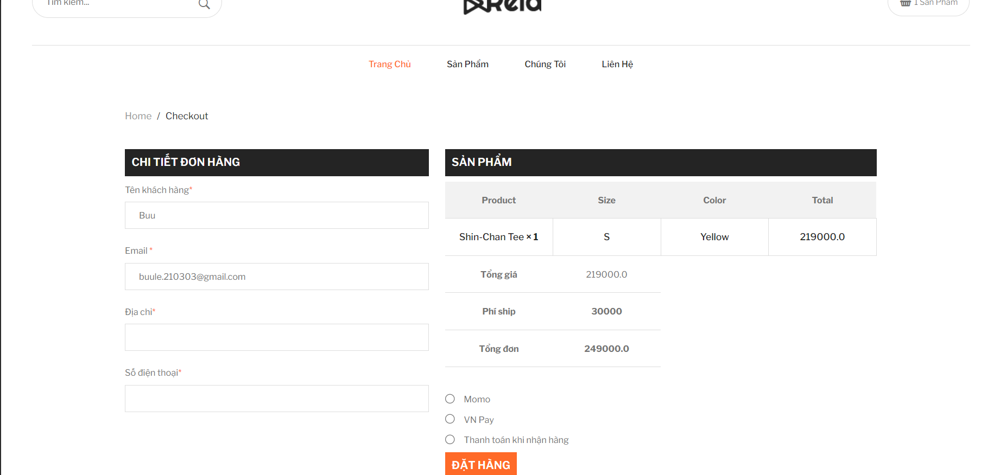 Tìm kiếm...
Reid
1 Sản Phẩm
Trang Chủ Sản Phẩm Chúng Tôi Liên Hệ
Home / Checkout
CHI TIẾT ĐƠN HÀNG
Tên khách hàng*
Buu
Email *
buule.210303@gmail.com
Địa chỉ*
Số điện thoại*
SẢN PHẨM
Product Size Color Total
Shin-Chan Tee × 1 S Yellow 219000.0
Tổng giá 219000.0
Phí ship 30000
Tổng đơn 249000.0
Momo
VN Pay
Thanh toán khi nhận hàng
ĐẶT HÀNG